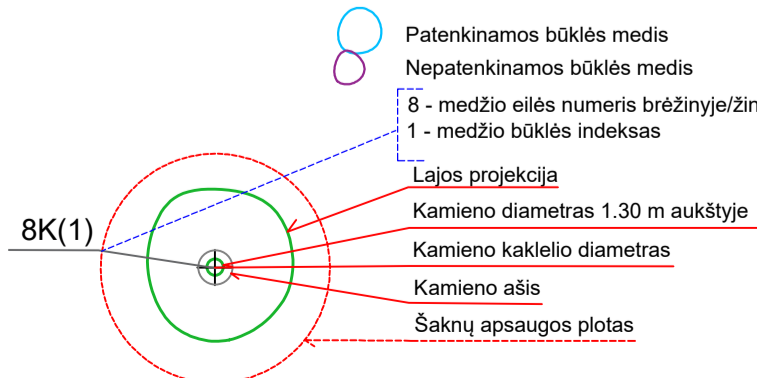 Patenkinamos būklės medis
Nepatenkinamos būklės medis
8 - medžio eilės numeris brėžinyje/žin
1 - medžio būklės indeksas
Lajos projekcija
8K(1)
Kamieno diametras 1.30 m aukštyje
Kamieno kaklelio diametras
Kamieno ašis
Šaknų apsaugos plotas